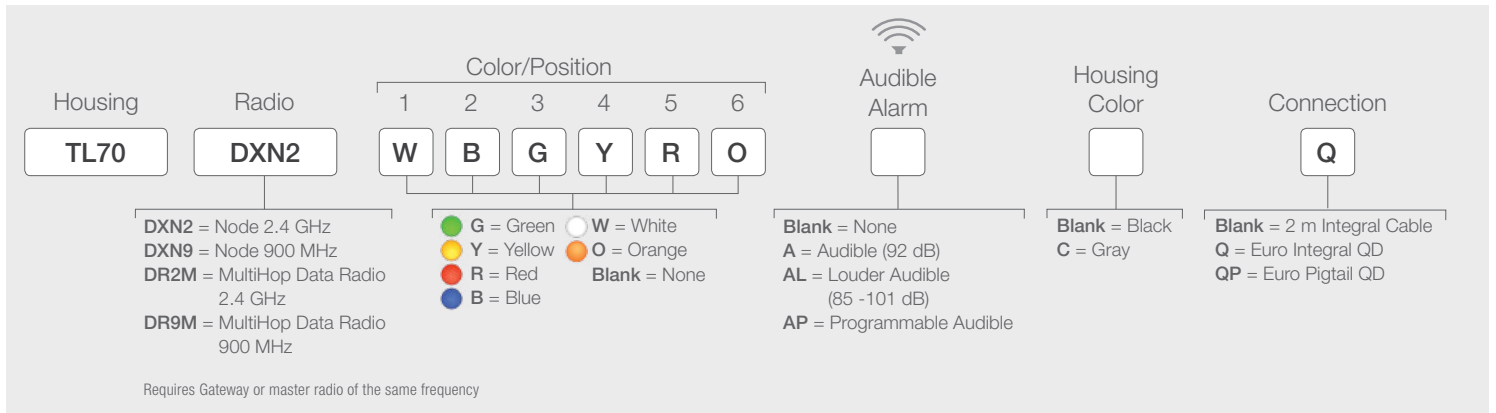 Color/Position
Audible
Alarm
Housing
Color
Housing
Radio
1 2 3 4 5 6
Connection
TL70
DXN2
W B G Y R O
Q
DXN2 = Node 2.4 GHz
DXN9 = Node 900 MHz
DR2M = MultiHop Data Radio
2.4 GHz
DR9M = MultiHop Data Radio
900 MHz
G = Green
Y = Yellow
R = Red
B = Blue
W = White
O = Orange
Blank = None
Blank = None
A = Audible (92 dB)
AL = Louder Audible
(85 -101 dB)
AP = Programmable Audible
Blank = Black
C = Gray
Blank = 2 m Integral Cable
Q = Euro Integral QD
QP = Euro Pigtail QD
Requires Gateway or master radio of the same frequency